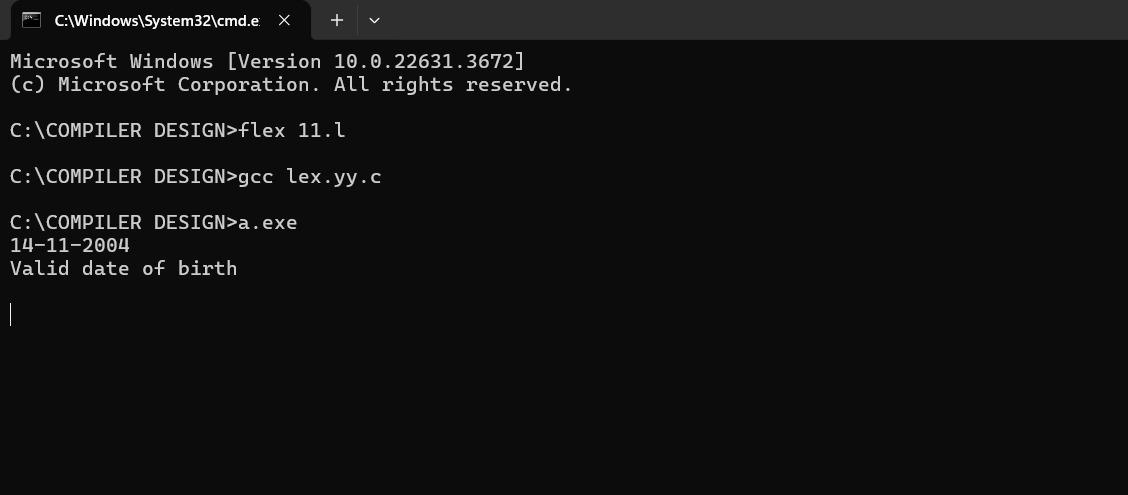 C:\Windows\System32\cmd.e
Microsoft Windows [Version 10.0.22631.3672]
(c) Microsoft Corporation. All rights reserved.
C:\COMPILER DESIGN>flex 11.l
C:\COMPILER DESIGN>gcc lex.yy.c
C:\COMPILER DESIGN>a.exe
14-11-2004
Valid date of birth